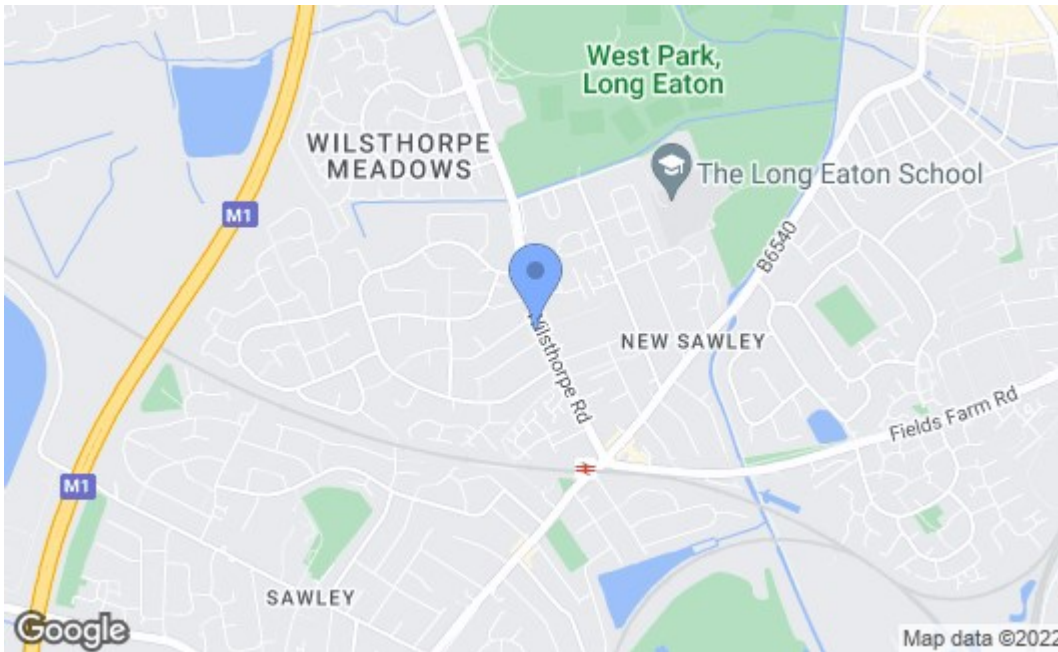 West Park,
Long Eaton
WILSTHORPE
MEADOWS
The Long Eaton School
M1
B6540
Wilsthorpe Rd
NEW SAWLEY
Fields Farm Rd
M1
SAWLEY
Google
Map data ©2022